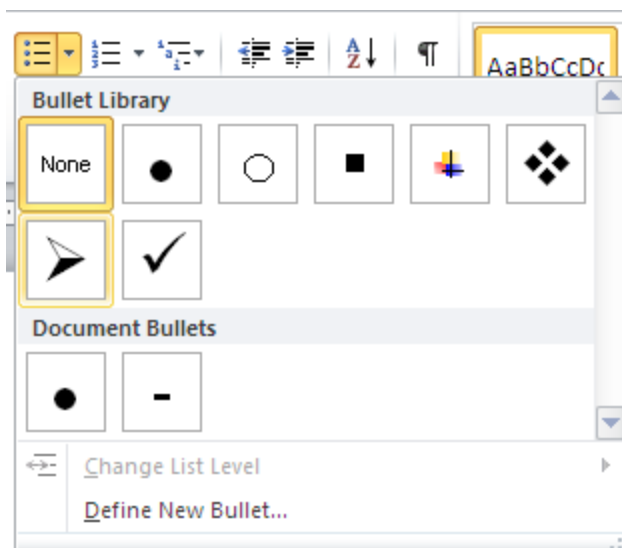 AaBbCcDc
Bullet Library
None
Document Bullets
Change List Level
Define New Bullet...